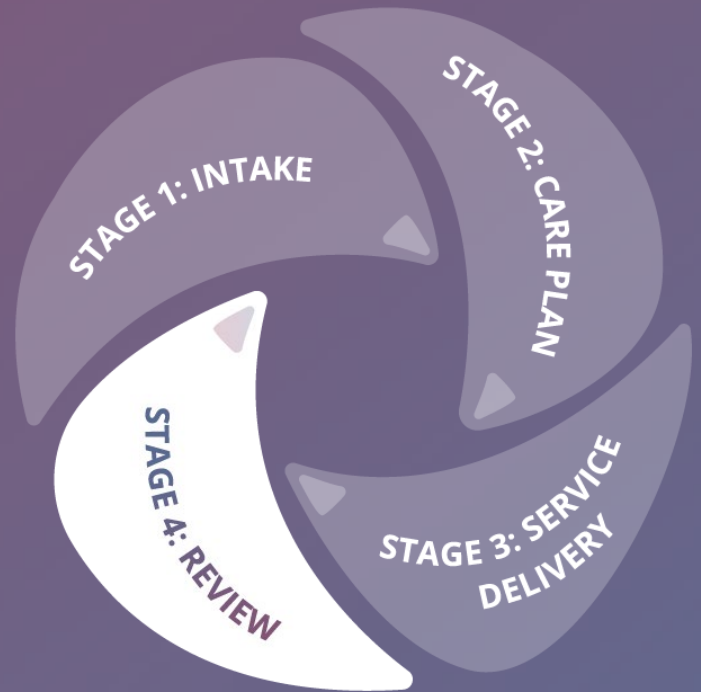 STAGE 1: INTAKE
STAGE 2: CARE PLAN
STAGE 3: SERVICE
DELIVERY
STAGE 4: REVIEW